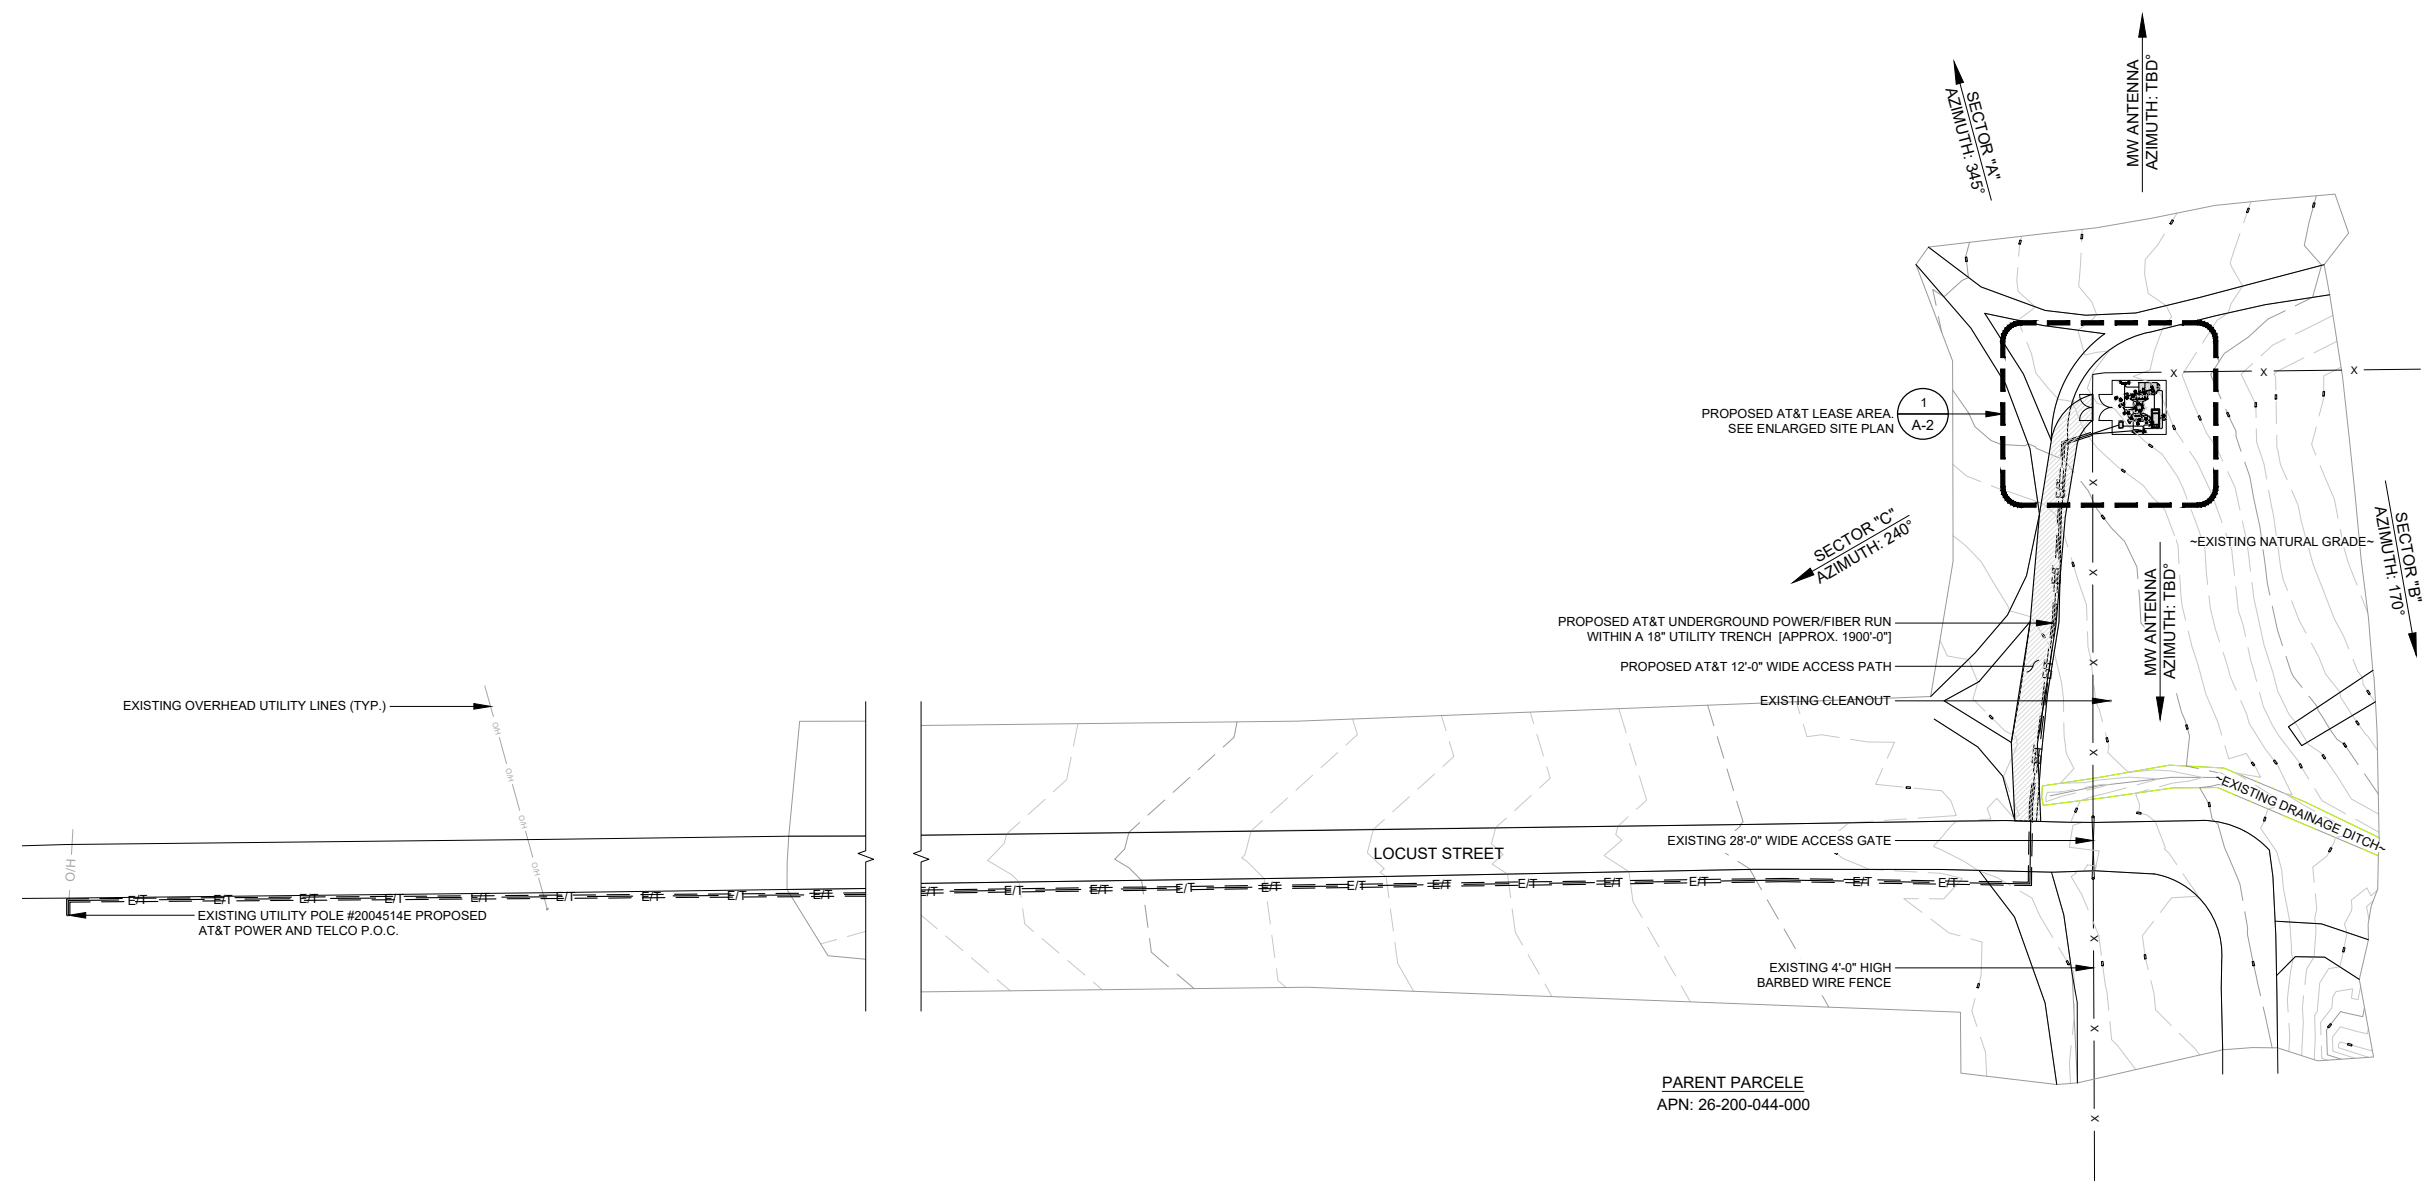 MW ANTENNA
AZIMUTH: TBD°
SECTOR "A"
AZIMUTH: 345°
PROPOSED AT&T LEASE AREA.
SEE ENLARGED SITE PLAN
1
A-2
X
X
X
SECTOR "C"
AZIMUTH: 240°
SECTOR "B"
AZIMUTH: 170°
~EXISTING NATURAL GRADE~
MW ANTENNA
AZIMUTH: TBD°
PROPOSED AT&T UNDERGROUND POWER/FIBER RUN
WITHIN A 18" UTILITY TRENCH [APPROX. 1900'-0"]
PROPOSED AT&T 12'-0" WIDE ACCESS PATH
EXISTING CLEANOUT
E/T
E/T
E/T
E/T
X
X
X
X
EXISTING OVERHEAD UTILITY LINES (TYP.)
O/H
O/H
O/H
O/H
O/H
~EXISTING DRAINAGE DITCH~
EXISTING 28'-0" WIDE ACCESS GATE
LOCUST STREET
E/T E/T E/T E/T E/T E/T E/T E/T E/T E/T E/T E/T E/T E/T E/T E/T E/T E/T E/T E/T E/T
EXISTING UTILITY POLE #2004514E PROPOSED
AT&T POWER AND TELCO P.O.C.
EXISTING 4'-0" HIGH
BARBED WIRE FENCE
X
X
X
PARENT PARCELE
APN: 26-200-044-000